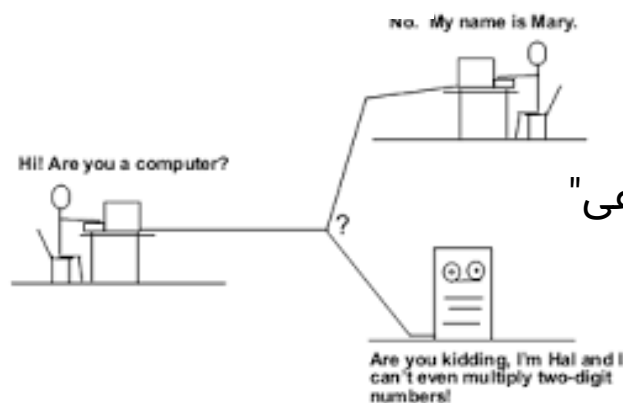 No. My name is Mary.
Hi! Are you a computer?
?
Are you kidding, I'm Hal and I
can't even multiply two-digit
numbers!